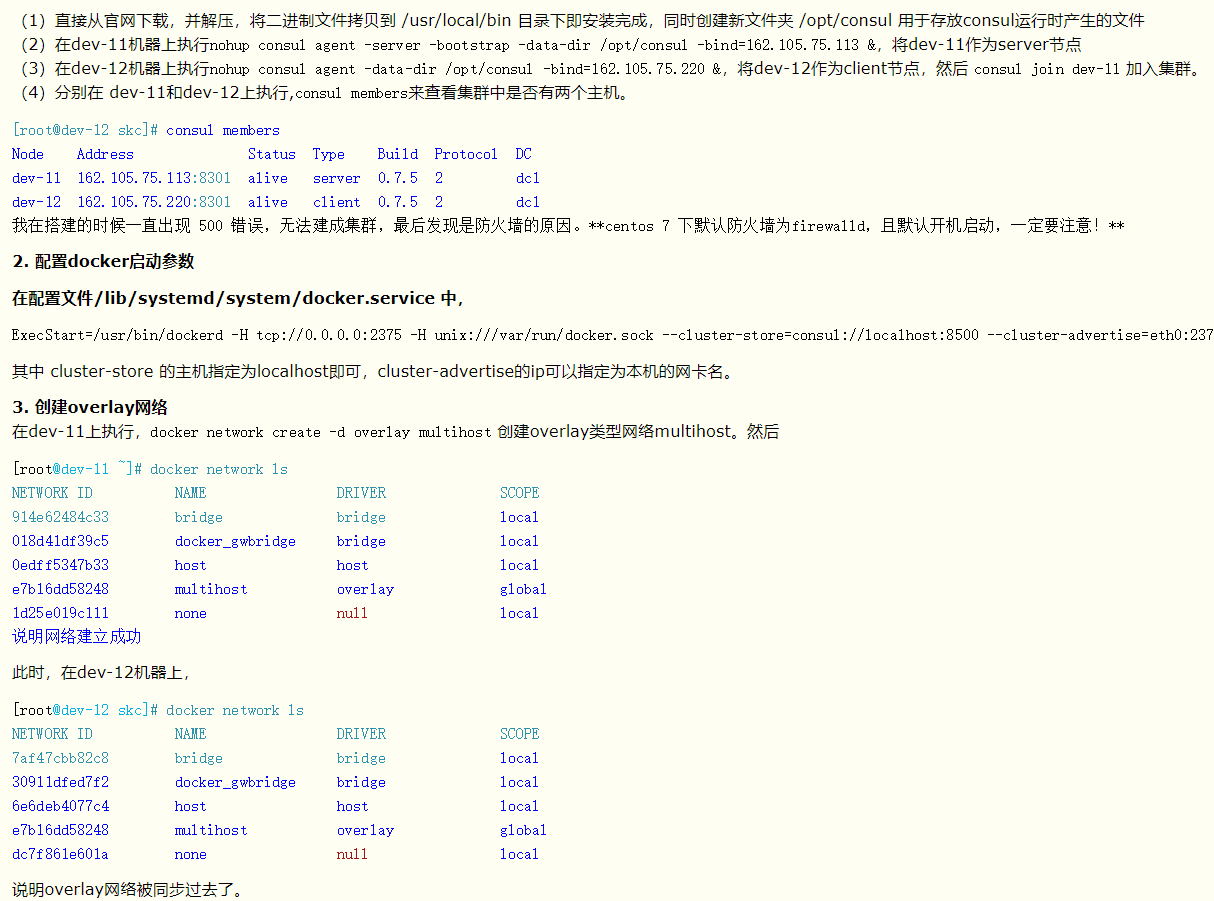 （1）直接从官网下载，并解压，将二进制文件拷贝到 /usr/local/bin 目录下即安装完成，同时创建新文件夹 /opt/consul 用于存放consul运行时产生的文件
（2）在dev-11机器上执行nohup consul agent -server -bootstrap -data-dir /opt/consul -bind=162.105.75.113 &，将dev-11作为server节点
（3）在dev-12机器上执行nohup consul agent -data-dir /opt/consul -bind=162.105.75.220 &，将dev-12作为client节点，然后 consul join dev-11 加入集群。
（4）分别在 dev-11和dev-12上执行,consul members来查看集群中是否有两个主机。
[root@dev-12 skc]# consul members
Node    Address              Status  Type    Build  Protocol  DC
dev-11  162.105.75.113:8301  alive   server  0.7.5  2         dc1
dev-12  162.105.75.220:8301  alive   client  0.7.5  2         dc1
我在搭建的时候一直出现 500 错误，无法建成集群，最后发现是防火墙的原因。**centos 7 下默认防火墙为firewalld，且默认开机启动，一定要注意！**
2. 配置docker启动参数
在配置文件/lib/systemd/system/docker.service 中，
ExecStart=/usr/bin/dockerd -H tcp://0.0.0.0:2375 -H unix:///var/run/docker.sock --cluster-store=consul://localhost:8500 --cluster-advertise=eth0:237
其中 cluster-store 的主机指定为localhost即可，cluster-advertise的ip可以指定为本机的网卡名。
3. 创建overlay网络
在dev-11上执行，docker network create -d overlay multihost 创建overlay类型网络multihost。然后
[root@dev-11 ~]# docker network ls
NETWORK ID          NAME                DRIVER              SCOPE
914e62484c33        bridge              bridge              local
018d41df39c5        docker_gwbridge     bridge              local
0edff5347b33        host                host                local
e7b16dd58248        multihost           overlay             global
1d25e019c111        none                null                local
说明网络建立成功
此时，在dev-12机器上，
[root@dev-12 skc]# docker network ls
NETWORK ID          NAME                DRIVER              SCOPE
7af47cbb82c8        bridge              bridge              local
30911dfed7f2        docker_gwbridge     bridge              local
6e6deb4077c4        host                host                local
e7b16dd58248        multihost           overlay             global
dc7f861e601a        none                null                local
说明overlay网络被同步过去了。